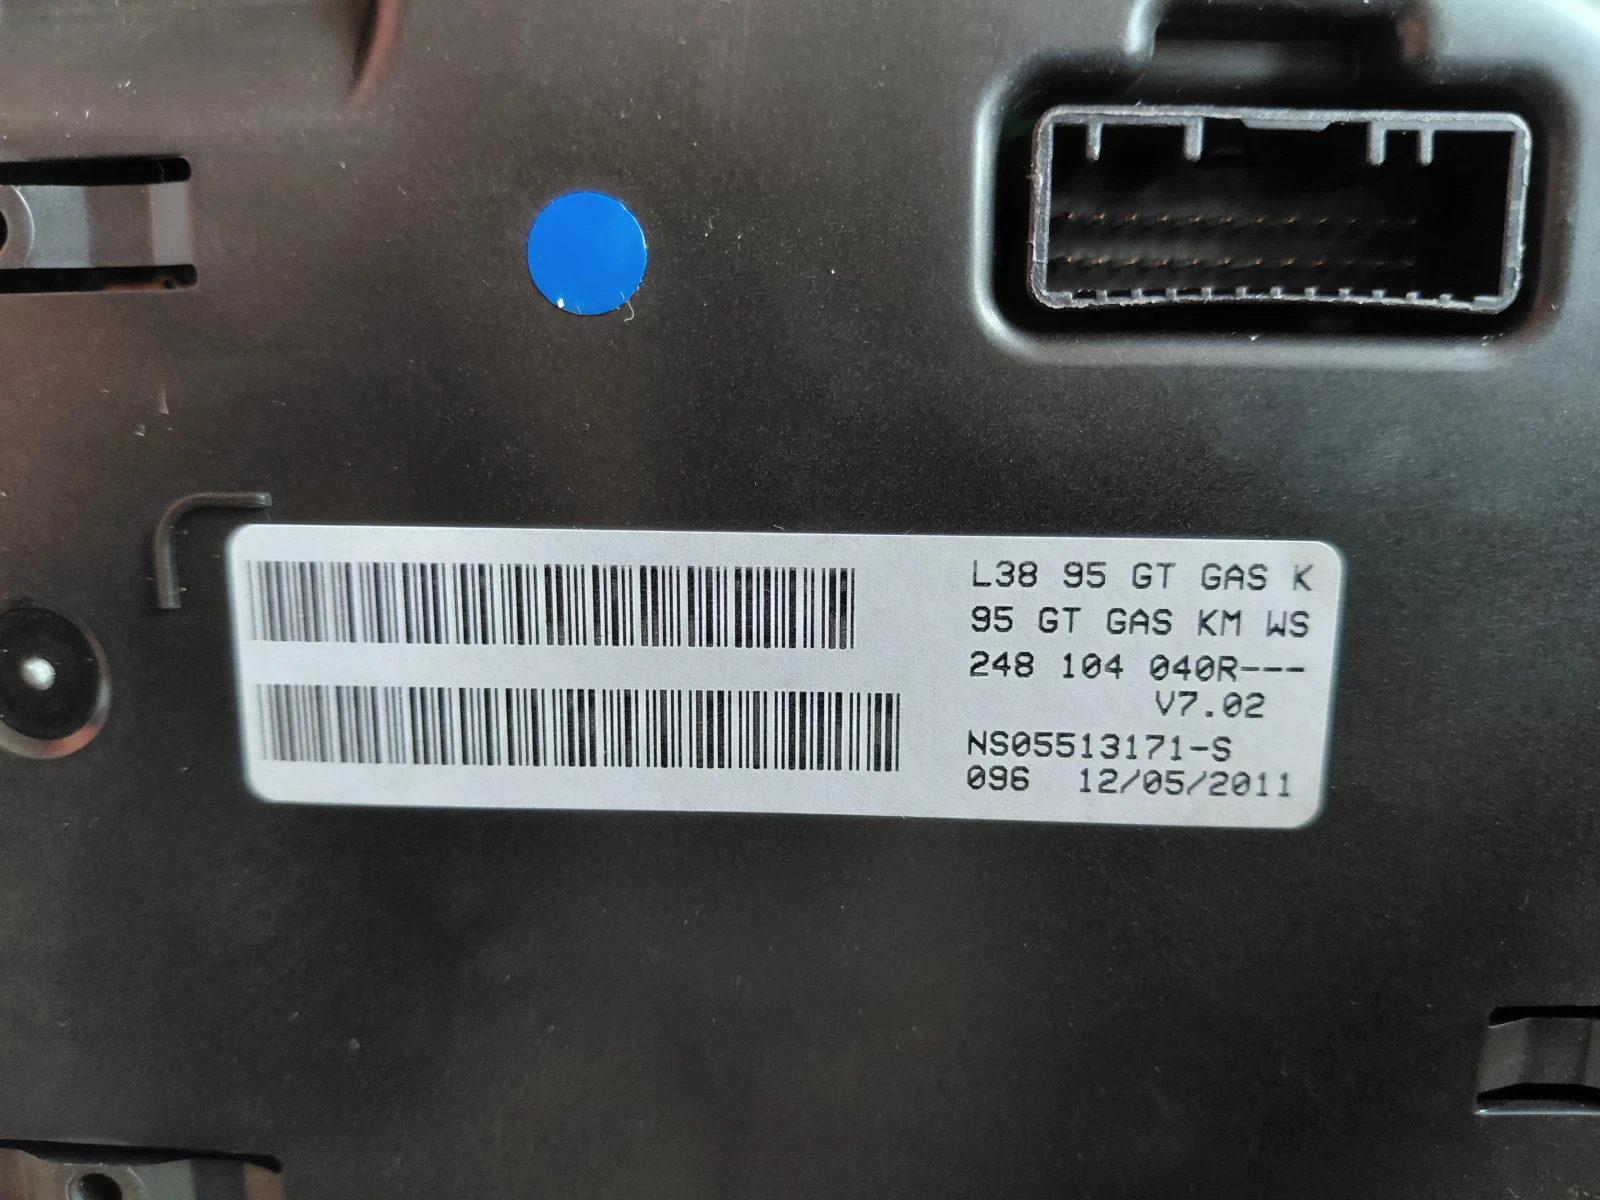 L38 95 GT GAS K
95 GT GAS KM WS
248 104 040R---
V7.02
NS05513171-S
096 12/05/2011